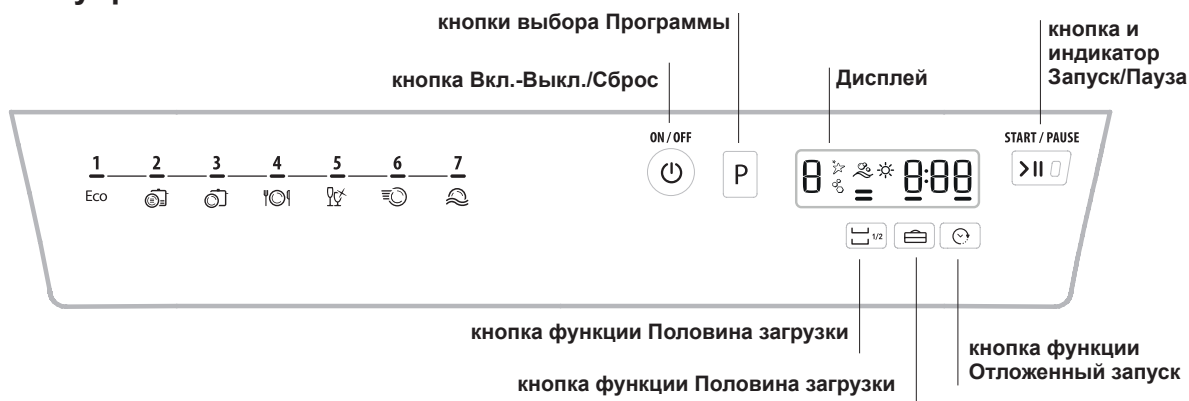 кнопки выбора Программы
кнопка и
индикатор
Запуск/Пауза
кнопка Вкл.-Выкл./Сброс
Дисплей
ON / OFF
START / PAUSE
1 2 3 4 5 6 7
Eco
P
8 8:88
1/2
кнопка функции Половина загрузки
кнопка функции
Отложенный запуск
кнопка функции Половина загрузки